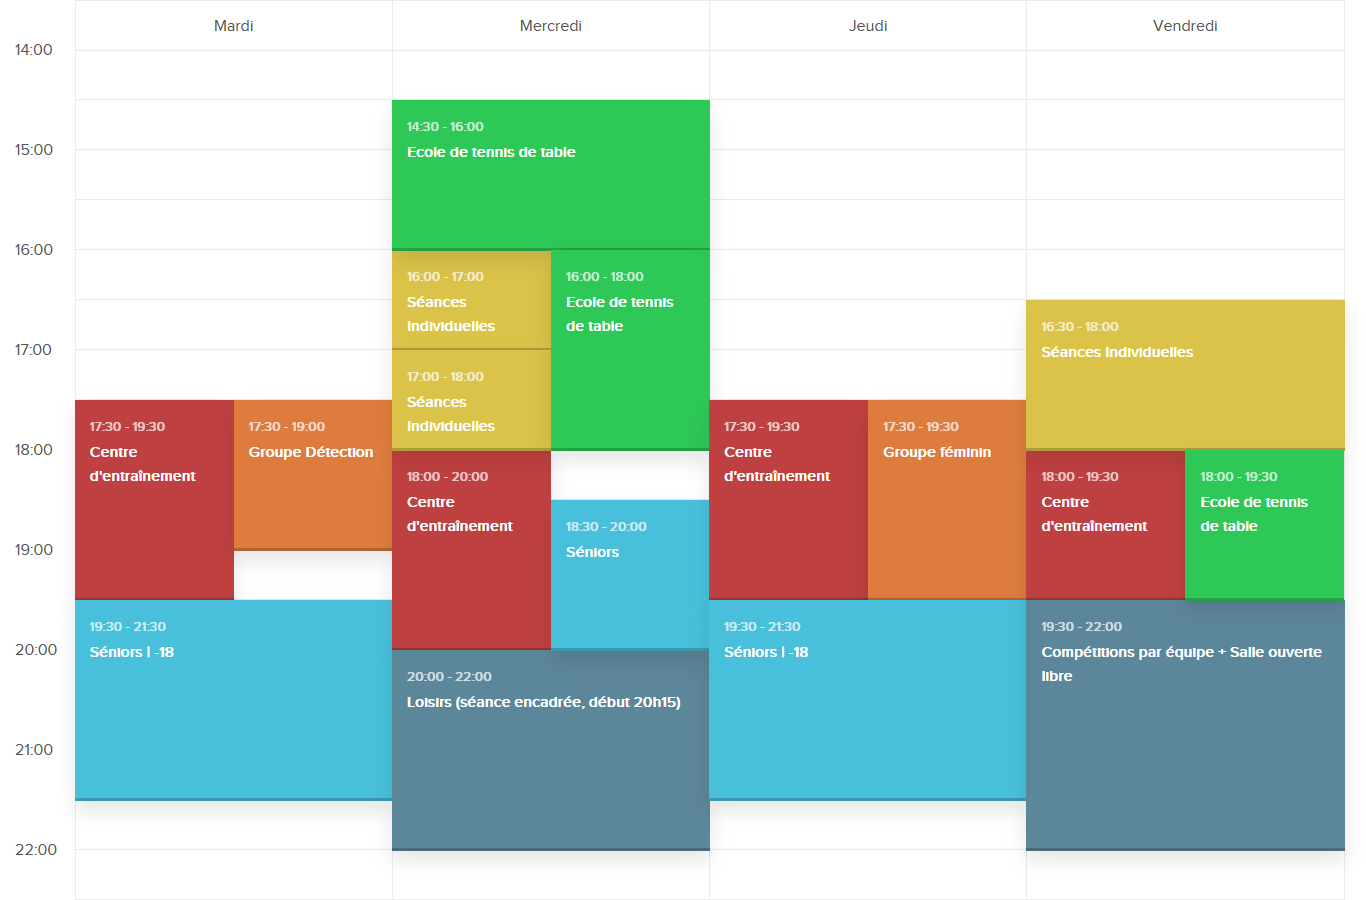 Mardi
Mercredi
Jeudi
Vendredi
14:00
15:00
16:00
17:00
18:00
19:00
20:00
21:00
22:00
17:30 - 19:30
Centre
d'entraînement
17:30 - 19:00
Groupe Détection
19:30 - 21:30
Séniors | -18
14:30 - 16:00
Ecole de tennis de table
16:00 - 17:00
Séances
individuelles
16:00 - 18:00
Ecole de tennis
de table
17:00 - 18:00
Séances
individuelles
18:00 - 20:00
Centre
d'entraînement
18:30 - 20:00
Séniors
20:00 - 22:00
Loisirs (séance encadrée, début 20h15)
17:30 - 19:30
Centre
d'entraînement
17:30 - 19:30
Groupe féminin
19:30 - 21:30
Séniors | -18
16:30 - 18:00
Séances individuelles
18:00 - 19:30
Centre
d'entraînement
18:00 - 19:30
Ecole de tennis
de table
19:30 - 22:00
Compétitions par équipe + Salle ouverte
libre